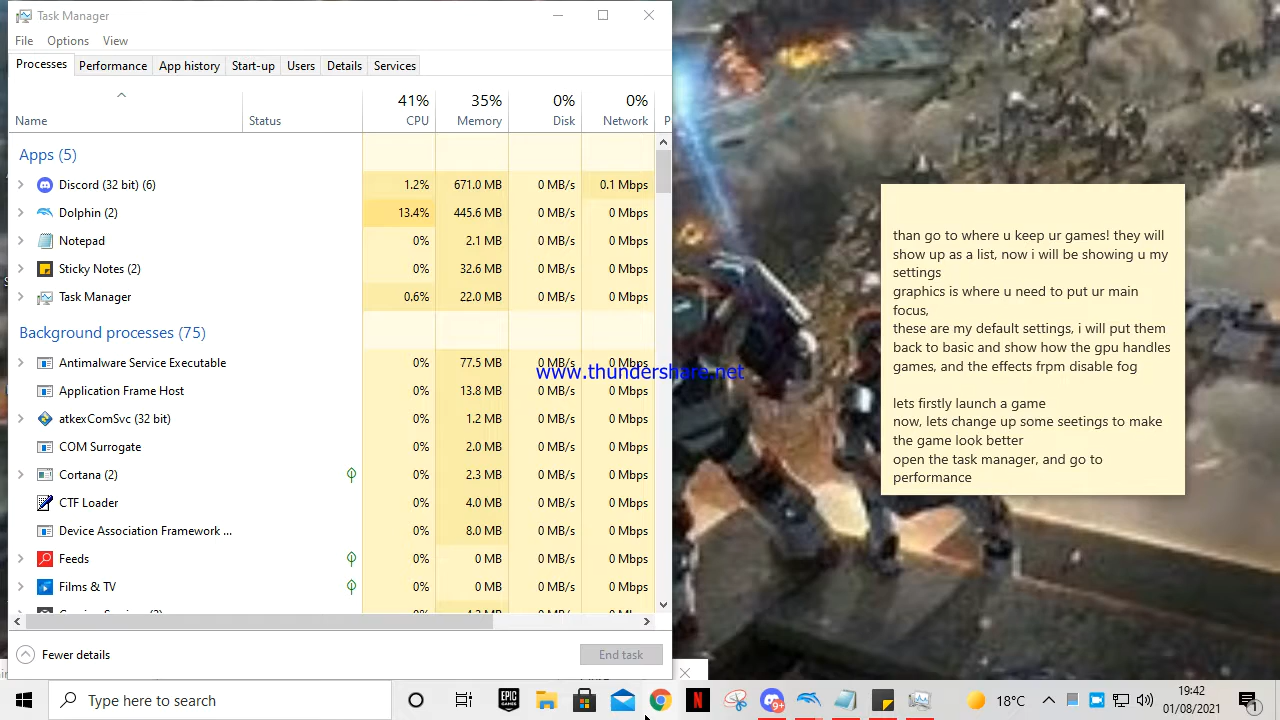 Task Manager
File Options View
Processes Performance App history Start-up Users Details Services
41% 35% 0% 0%
Name Status CPU Memory Disk Network P
Apps (5)
Discord (32 bit) (6) 1.2% 671.0 MB 0 MB/s 0.1 Mbps
Dolphin (2) 13.4% 445.6 MB 0 MB/s 0 Mbps
Notepad 0% 2.1 MB 0 MB/s 0 Mbps
Sticky Notes (2) 0% 32.6 MB 0 MB/s 0 Mbps
Task Manager 0.6% 22.0 MB 0 MB/s 0 Mbps
Background processes (75)
Antimalware Service Executable 0% 77.5 MB 0 MB/s 0 Mbps
www.thundershare.net
Application Frame Host 0% 13.8 MB 0 MB/s 0 Mbps
atkexComSvc (32 bit) 0% 1.2 MB 0 MB/s 0 Mbps
COM Surrogate 0% 2.0 MB 0 MB/s 0 Mbps
Cortana (2) 0% 2.3 MB 0 MB/s 0 Mbps
CTF Loader 0% 4.0 MB 0 MB/s 0 Mbps
Device Association Framework ... 0% 8.0 MB 0 MB/s 0 Mbps
Feeds 0% 0 MB 0 MB/s 0 Mbps
Films & TV 0% 0 MB 0 MB/s 0 Mbps
Fewer details End task
than go to where u keep ur games! they will
show up as a list, now i will be showing u my
settings
graphics is where u need to put ur main
focus,
these are my default settings, i will put them
back to basic and show how the gpu handles
games, and the effects frpm disable fog
lets firstly launch a game
now, lets change up some seetings to make
the game look better
open the task manager, and go to
performance
Type here to search
EPIC GAMES
N
9+
18°C
19:42
01/08/2021
1